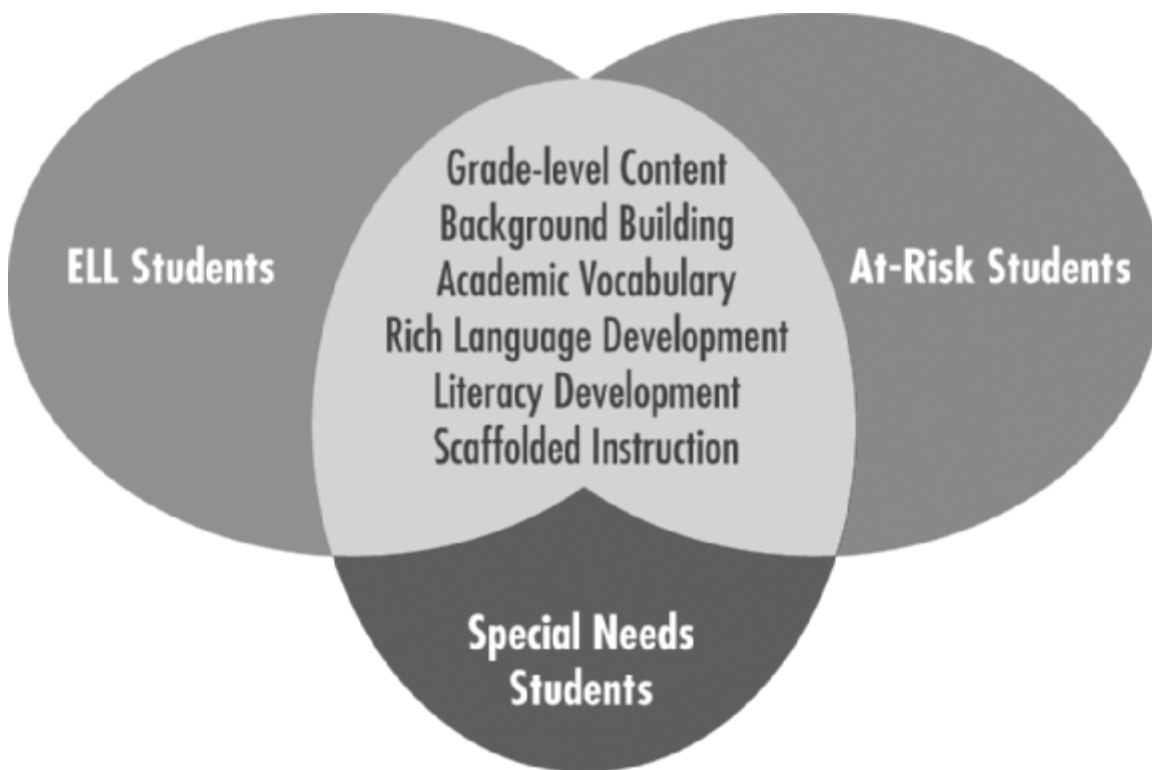 Grade-level Content
Background Building
ELL Students
Academic Vocabulary
At-Risk Students
Rich Language Development
Literacy Development
Scaffolded Instruction
Special Needs
Students